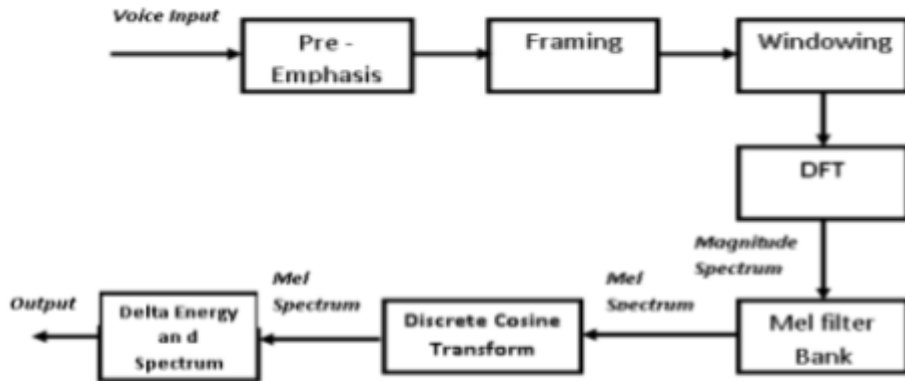 Voice Input
Pre -
Emphasis
Framing
Windowing
DFT
Magnitude
Spectrum
Mel filter
Bank
Mel
Spectrum
Discrete Cosine
Transform
Mel
Spectrum
Delta Energy
an d
Spectrum
Output